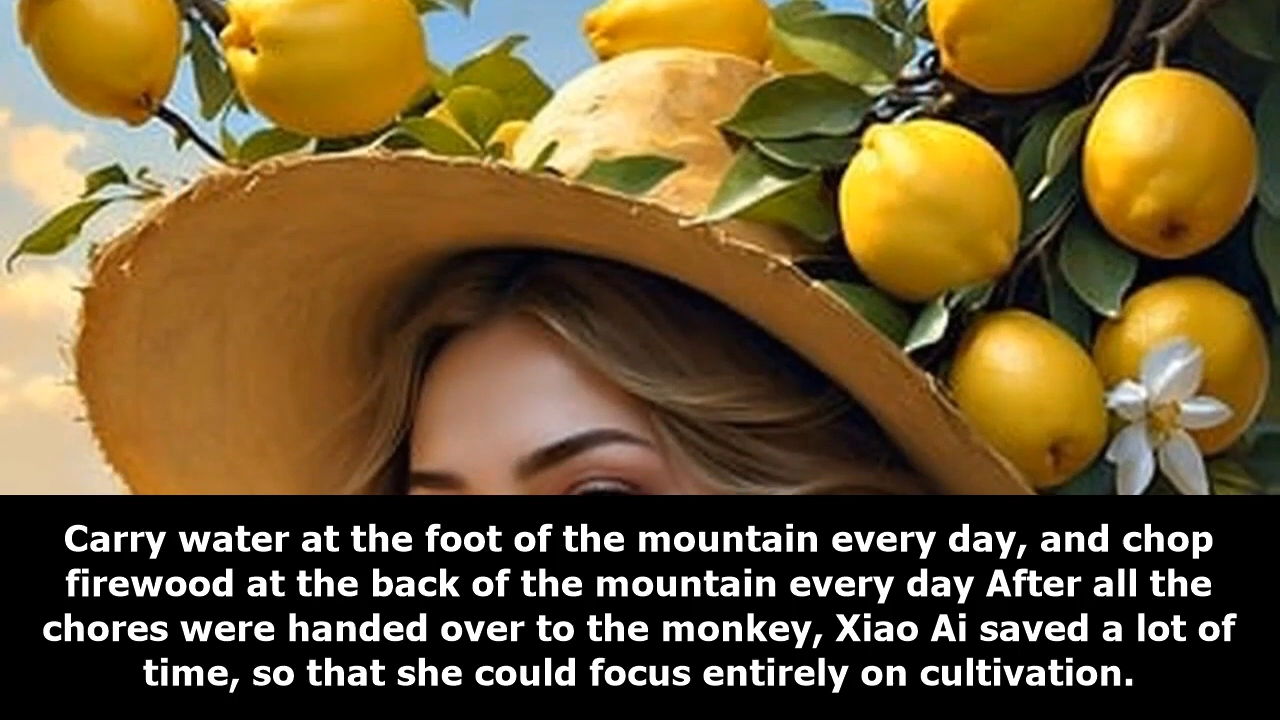 Carry water at the foot of the mountain every day, and chop
firewood at the back of the mountain every day After all the
chores were handed over to the monkey, Xiao Ai saved a lot of
time, so that she could focus entirely on cultivation.